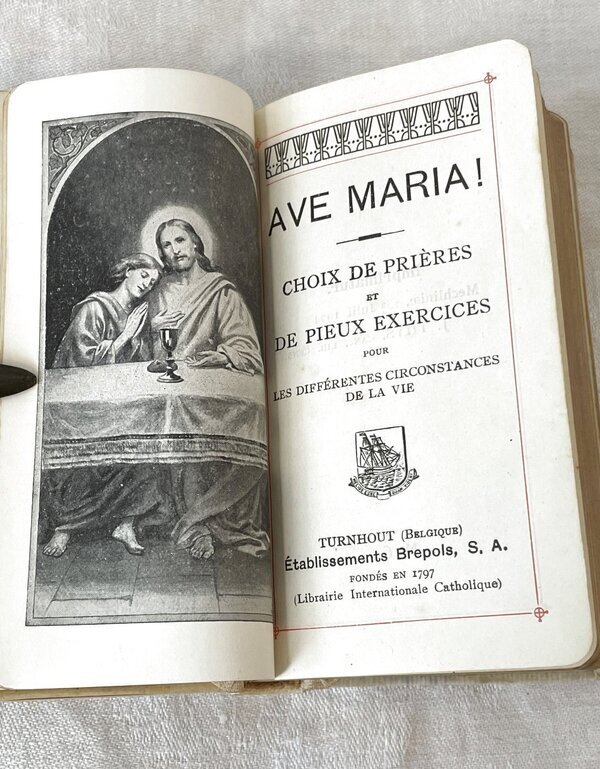 AVE MARIA!
CHOIX DE PRIÈRES
ET
DE PIEUX EXERCICES
POUR
LES DIFFÉRENTES CIRCONSTANCES
DE LA VIE
TURNHOUT (BELGIQUE)
Établissements Brepols, S. A.
FONDÉS EN 1797
(Librairie Internationale Catholique)